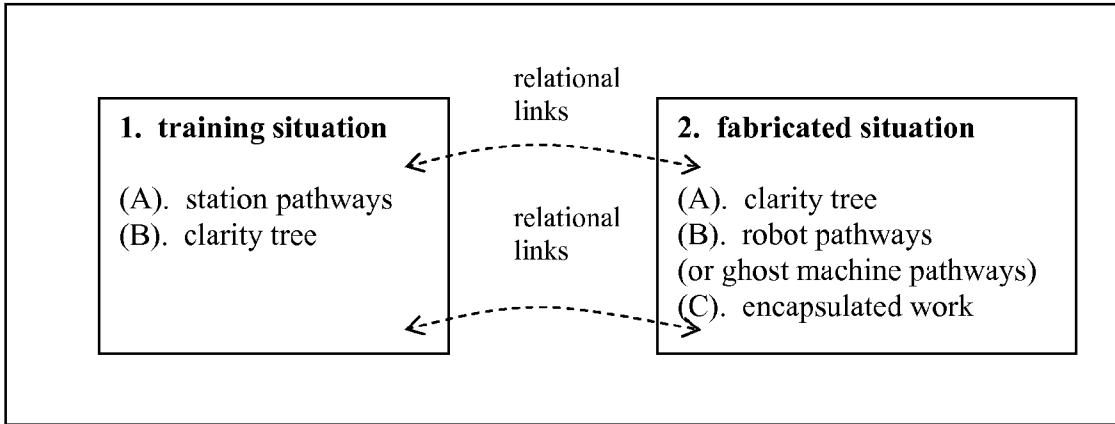 relational
links
1. training situation
(A). station pathways
(B). clarity tree
relational
links
2. fabricated situation
(A). clarity tree
(B). robot pathways
(or ghost machine pathways)
(C). encapsulated work